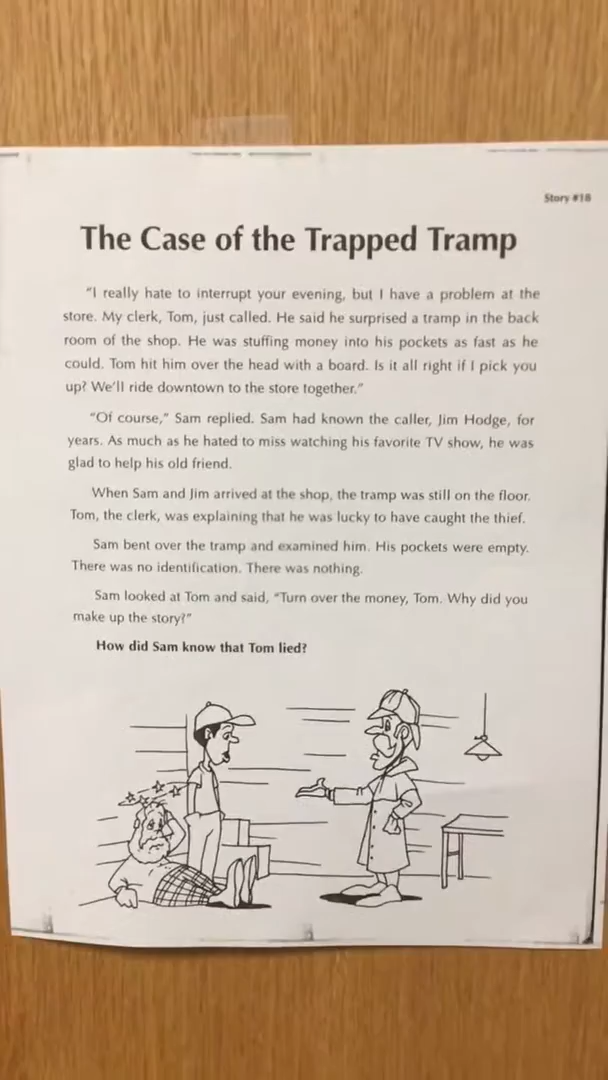 Story #18
The Case of the Trapped Tramp
"I really hate to interrupt your evening, but I have a problem at the
store. My clerk, Tom, just called. He said he surprised a tramp in the back
room of the shop. He was stuffing money into his pockets as fast as he
could. Tom hit him over the head with a board. Is it all right if I pick you
up? We'll ride downtown to the store together."
"Of course," Sam replied. Sam had known the caller, Jim Hodge, for
years. As much as he hated to miss watching his favorite TV show, he was
glad to help his old friend.
When Sam and Jim arrived at the shop, the tramp was still on the floor.
Tom, the clerk, was explaining that he was lucky to have caught the thief.
Sam bent over the tramp and examined him. His pockets were empty.
There was no identification. There was nothing.
Sam looked at Tom and said, "Turn over the money, Tom. Why did you
make up the story?"
How did Sam know that Tom lied?